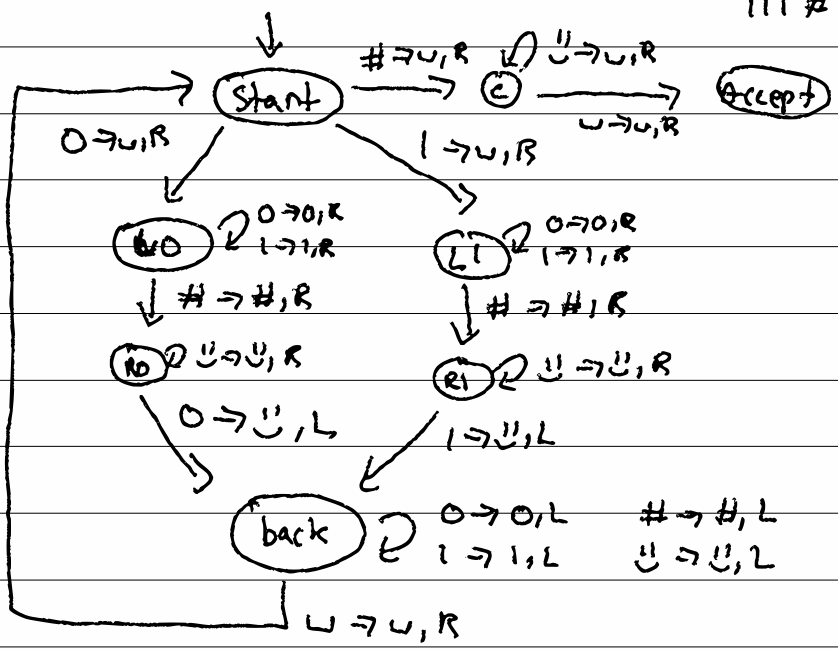 111 #
# → ⊔, R
ü → ⊔, R
Start
C
Accept
⊔ → ⊔, R
0 → ⊔, R
1 → ⊔, R
0 → 0, R
1 → 1, R
L0
0 → 0, R
1 → 1, R
L1
# → #, R
# → #, R
R0
ü → ü, R
R1
ü → ü, R
0 → ü, L
1 → ü, L
back
0 → 0, L
# → #, L
1 → 1, L
ü → ü, L
⊔ → ⊔, R